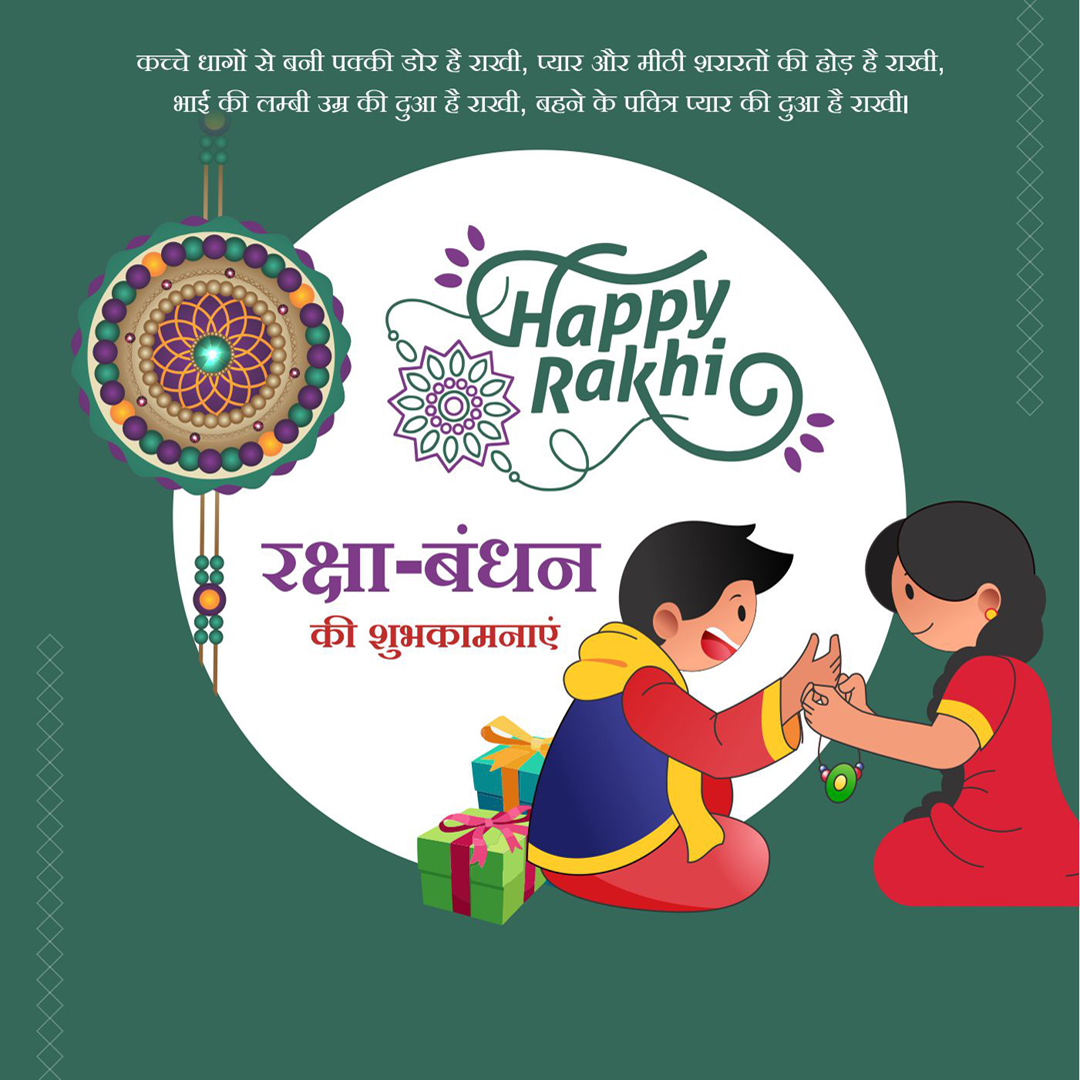 कच्चे धागों से बनी पक्की डोर है राखी, प्यार और मीठी शरारतों की होड़ है राखी,
भाई की लम्बी उम्र की दुआ है राखी, बहने के पवित्र प्यार की दुआ है राखी।
Happy
Rakhi
रक्षा-बंधन
की शुभकामनाएं